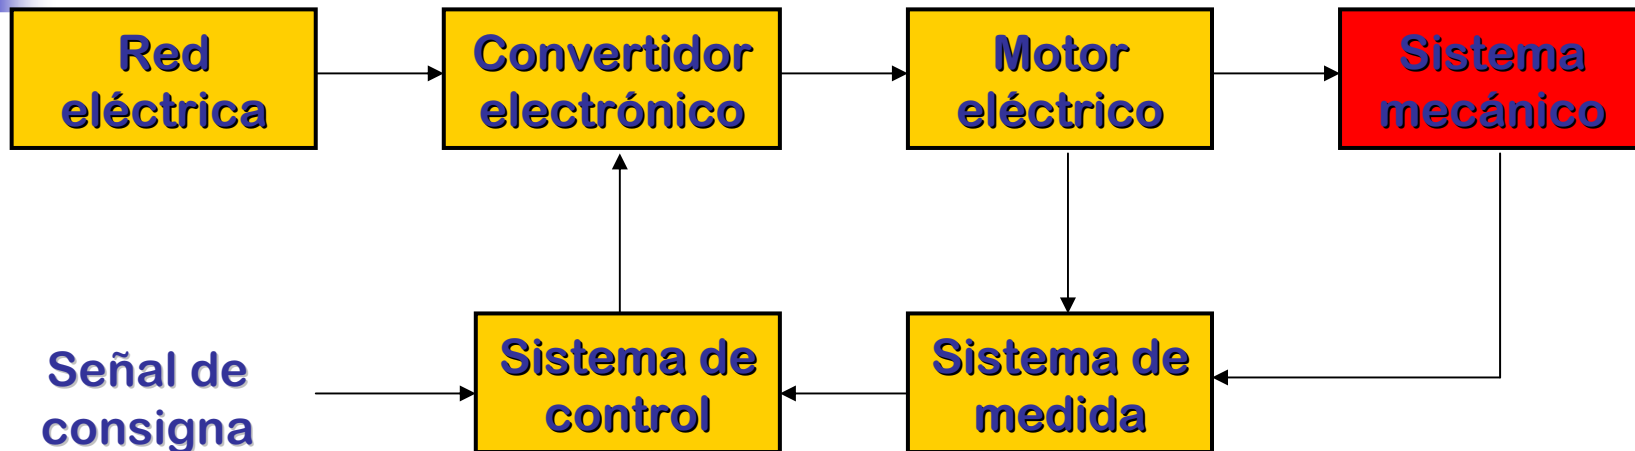 Red
eléctrica
Convertidor
electrónico
Motor
eléctrico
Sistema
mecánico
Señal de
consigna
Sistema de
control
Sistema de
medida